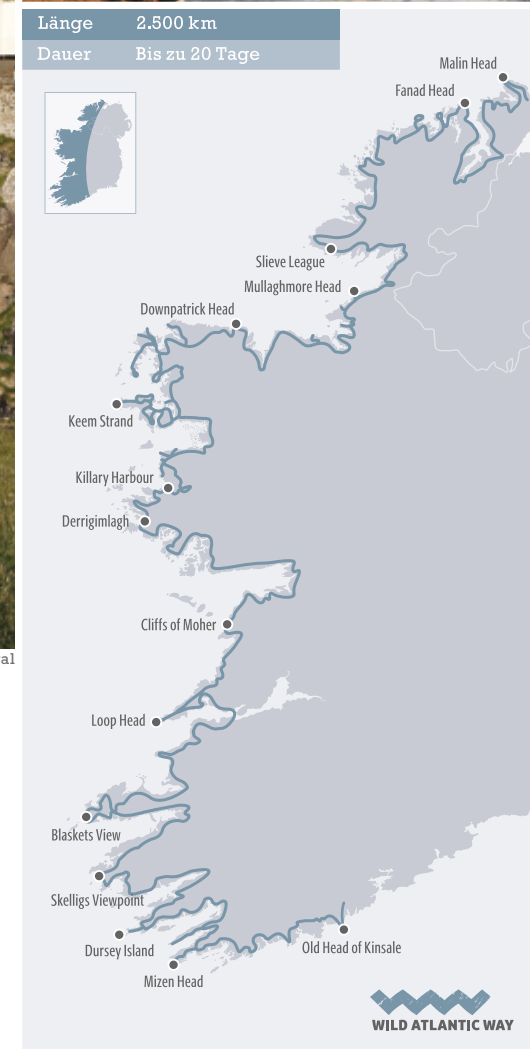 Länge 2.500 km
Dauer Bis zu 20 Tage
Malin Head
Fanad Head
Slieve League
Mullaghmore Head
Downpatrick Head
Keem Strand
Killary Harbour
Derrigimlagh
Cliffs of Moher
al
Loop Head
Blaskets View
Skelligs Viewpoint
Dursey Island
Old Head of Kinsale
Mizen Head
WILD ATLANTIC WAY